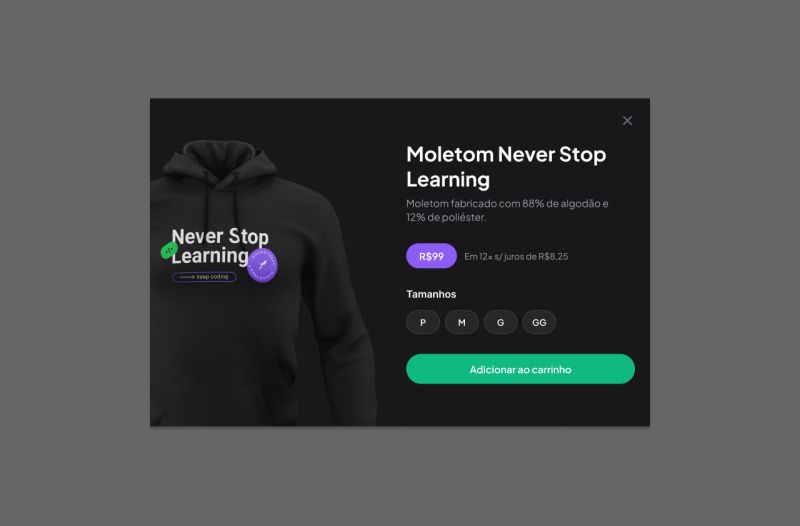 Never Stop
Learning
keep coding
Moletom Never Stop
Learning
Moletom fabricado com 88% de algodão e
12% de poliéster.
R$99
Em 12x s/ juros de R$8,25
Tamanhos
P
M
G
GG
Adicionar ao carrinho